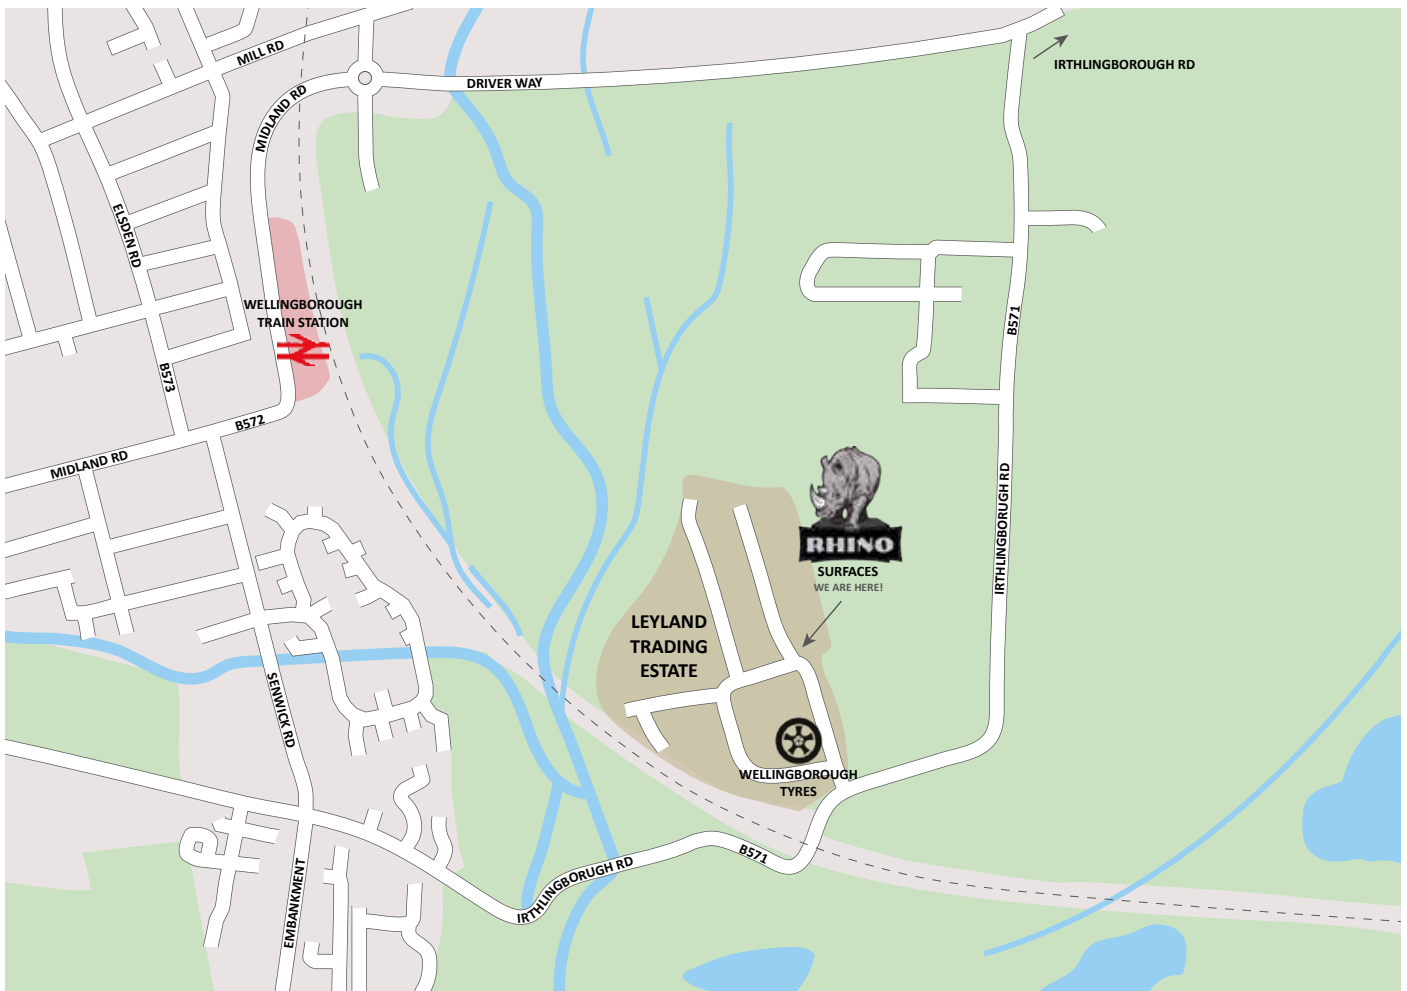 MILL RD
MIDLAND RD
DRIVER WAY
IRTHLINGBOROUGH RD
ELSDEN RD
WELLINGBOROUGH
TRAIN STATION
B571
B573
B572
MIDLAND RD
RHINO
SURFACES
WE ARE HERE!
IRTHLINGBOROUGH RD
LEYLAND
TRADING
ESTATE
SENWICK RD
WELLINGBOROUGH
TYRES
B571
IRTHLINGBORUGH RD
EMBANKMENT